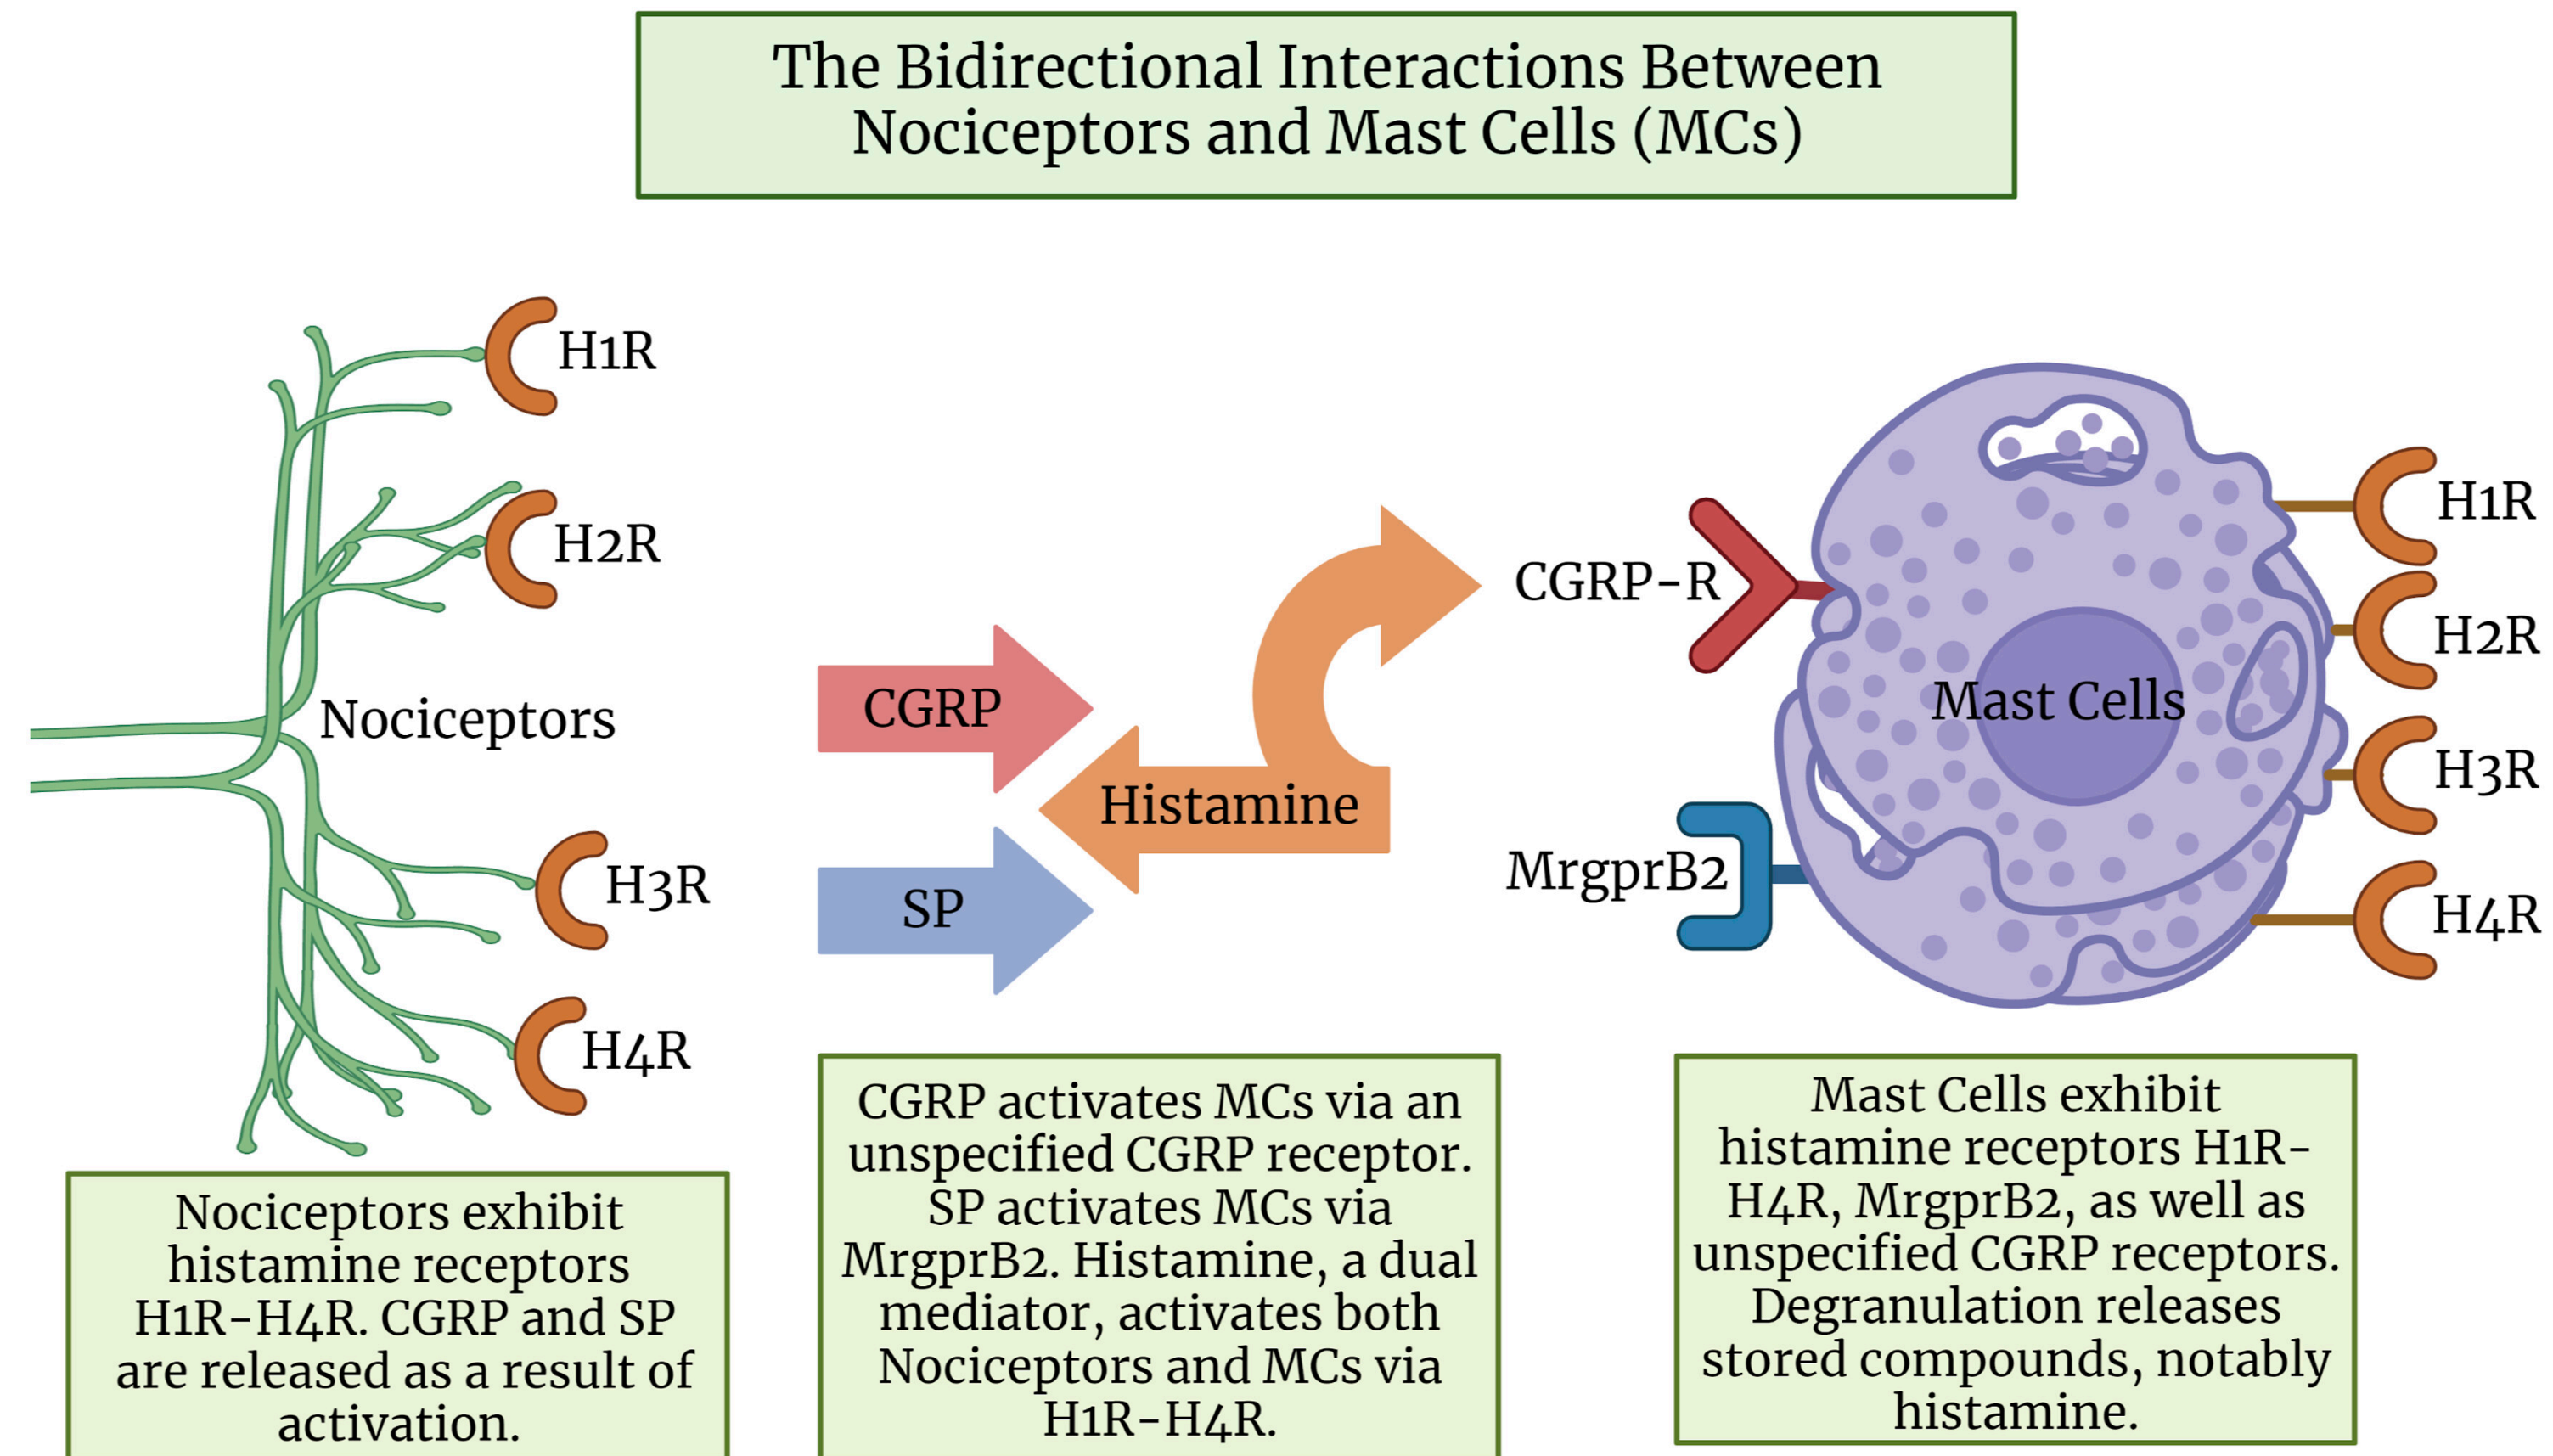 The Bidirectional Interactions Between
Nociceptors and Mast Cells (MCs)
H1R
H2R
Nociceptors
H3R
H4R
CGRP
Histamine
SP
CGRP-R
MrgprB2
Mast Cells
H1R
H2R
H3R
H4R
Nociceptors exhibit
histamine receptors
H1R-H4R. CGRP and SP
are released as a result of
activation.
CGRP activates MCs via an
unspecified CGRP receptor.
SP activates MCs via
MrgprB2. Histamine, a dual
mediator, activates both
Nociceptors and MCs via
H1R-H4R.
Mast Cells exhibit
histamine receptors H1R-
H4R, MrgprB2, as well as
unspecified CGRP receptors.
Degranulation releases
stored compounds, notably
histamine.